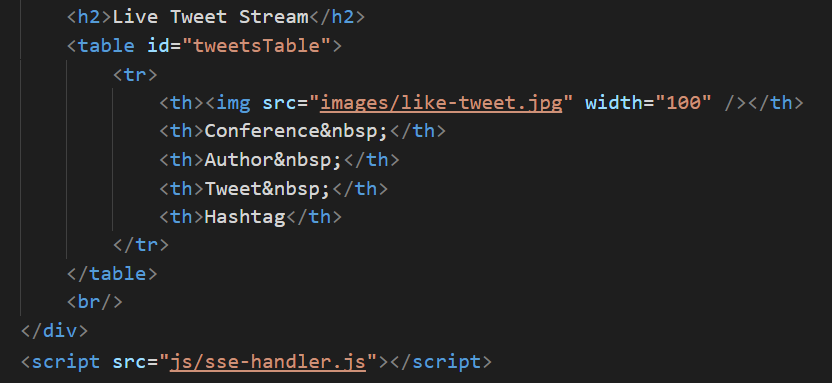 <h2>Live Tweet Stream</h2>
<table id="tweetsTable">
<tr>
<th><img src="images/like-tweet.jpg" width="100" /></th>
<th>Conference&nbsp;</th>
<th>Author&nbsp;</th>
<th>Tweet&nbsp;</th>
<th>Hashtag</th>
</tr>
</table>
<br/>
</div>
<script src="js/sse-handler.js"></script>